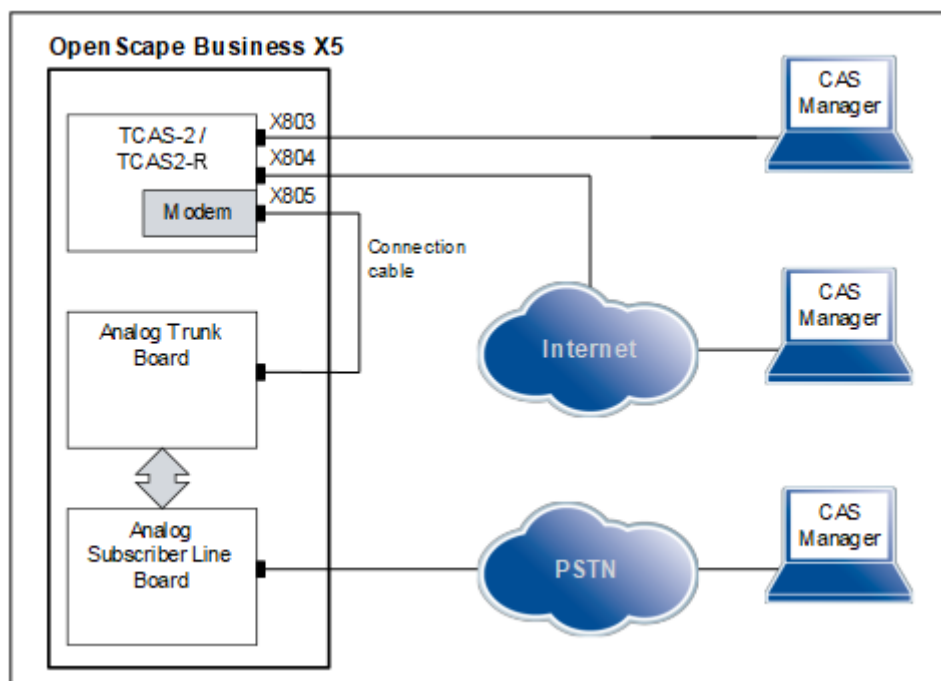 OpenScape Business X5
TCAS-2 /
TCAS2-R
X803
X804
X805
Modem
Connection
cable
Analog Trunk
Board
Analog
Subscriber Line
Board
CAS
Manager
Internet
CAS
Manager
PSTN
CAS
Manager